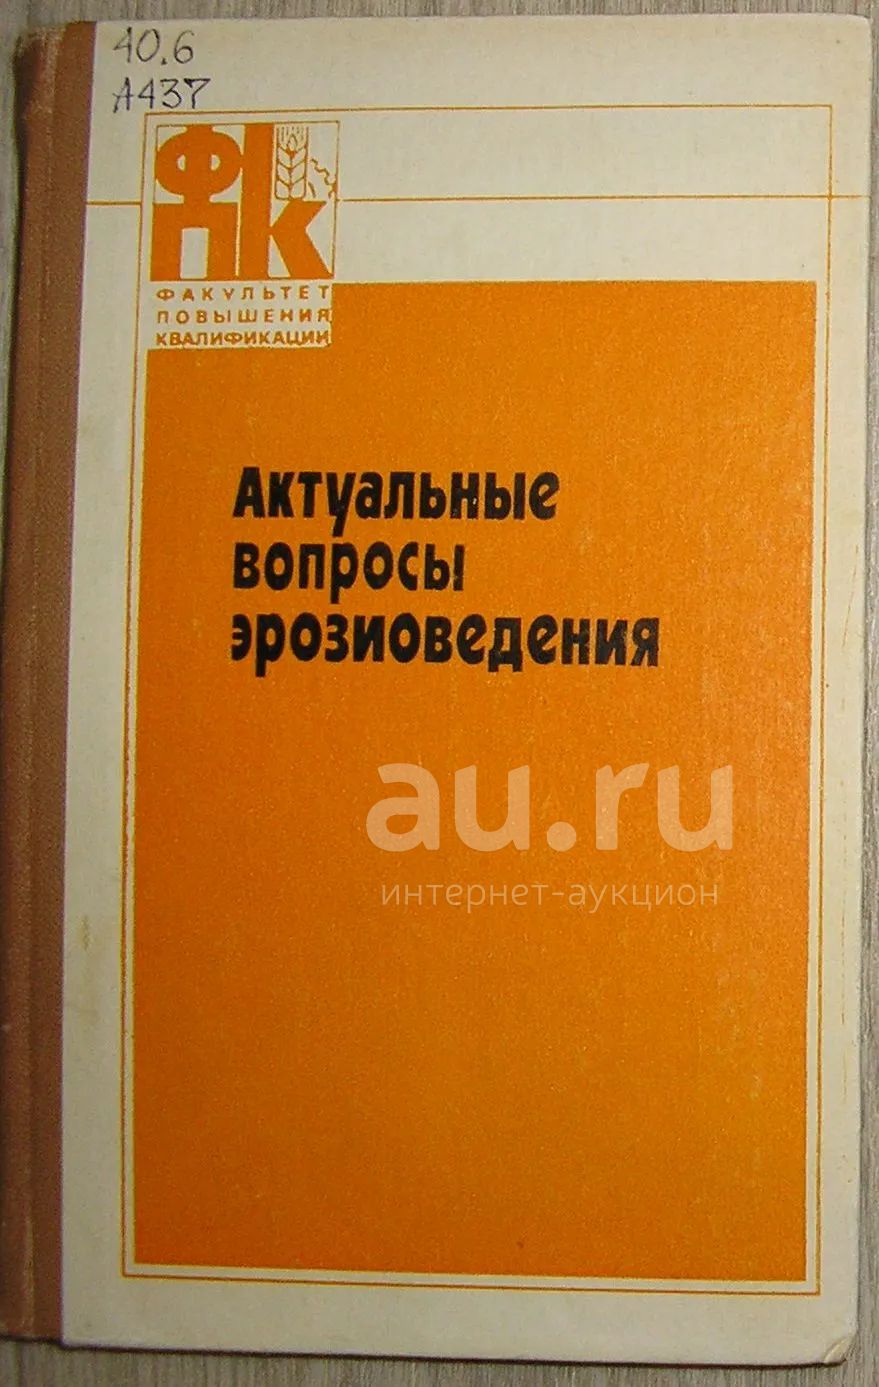 40.6
А437
ФПК
ФАКУЛЬТЕТ
ПОВЫШЕНИЯ
КВАЛИФИКАЦИИ
Актуальные
вопросы
эрозиоведения
au.ru
интернет-аукцион